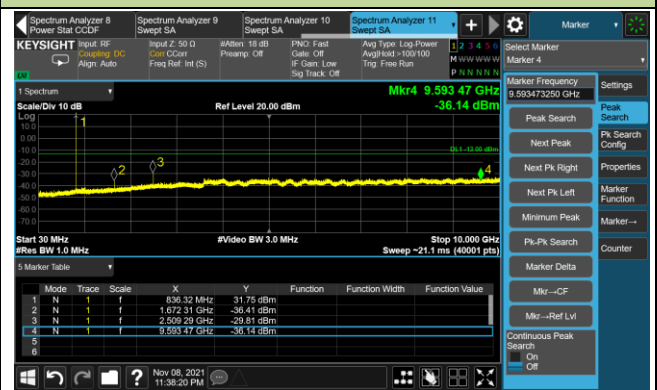 Spectrum Analyzer 8
Power Stat CCDF
Spectrum Analyzer 9
Swept SA
Spectrum Analyzer 10
Swept SA
Spectrum Analyzer 11
Swept SA
Marker
KEYSIGHT
Input: RF
Coupling: DC
Align: Auto
Input Z: 50 Ω
Corr CCorr
Freq Ref: Int (S)
#Atten: 18 dB
Preamp: Off
PNO: Fast
Gate: Off
IF Gain: Low
Sig Track: Off
Avg Type: Log-Power
Avg|Hold:>100/100
Trig: Free Run
1 2 3 4 5 6
M W W W W W
P N N N N N
LXI
1 Spectrum
Scale/Div 10 dB
Ref Level 20.00 dBm
Mkr4 9.593 47 GHz
-36.14 dBm
Log
10.0
0.00
-10.0
-20.0
-30.0
-40.0
-50.0
-60.0
-70.0
1
2
3
4
DL1 -13.00 dBm
Start 30 MHz
#Video BW 3.0 MHz
Stop 10.000 GHz
#Res BW 1.0 MHz
Sweep ~21.1 ms (40001 pts)
5 Marker Table
Mode Trace Scale X Y Function Function Width Function Value
1 N 1 f 836.32 MHz 31.75 dBm
2 N 1 f 1.672 31 GHz -36.41 dBm
3 N 1 f 2.509 29 GHz -29.81 dBm
4 N 1 f 9.593 47 GHz -36.14 dBm
5
6
Nov 08, 2021
11:38:20 PM
Select Marker
Marker 4
Marker Frequency
9.593473250 GHz
Peak Search
Next Peak
Next Pk Right
Next Pk Left
Minimum Peak
Pk-Pk Search
Marker Delta
Mkr→CF
Mkr→Ref Lvl
Continuous Peak
Search
On
Off
Settings
Peak
Search
Pk Search
Config
Properties
Marker
Function
Marker→
Counter